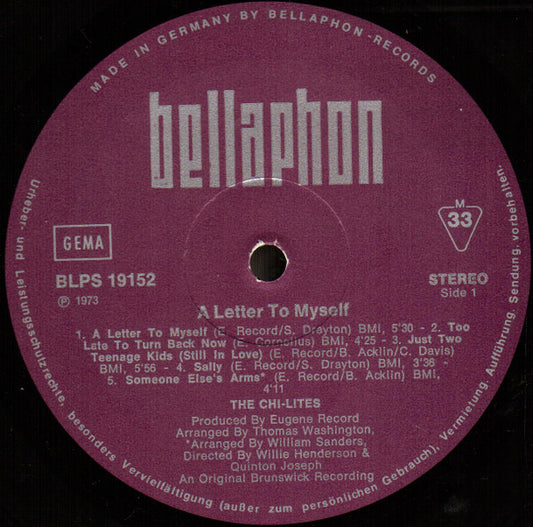 MADE IN GERMANY BY BELLAPHON-RECORDS
bellaphon
GEMA
BLPS 19152
℗ 1973
M
33
STEREO
Side 1
A Letter To Myself
1. A Letter To Myself (E. Record/S. Drayton) BMI, 5'30 - 2. Too
Late To Turn Back Now (E. Cornelius) BMI, 4'25 - 3. Just Two
Teenage Kids (Still In Love) (E. Record/B. Acklin/C. Davis)
BMI, 5'56 - 4. Sally (E. Record/S. Drayton) BMI, 3'36 -
5. Someone Else's Arms* (E. Record/B. Acklin) BMI,
4'11
THE CHI-LITES
Produced By Eugene Record
Arranged By Thomas Washington,
*Arranged By William Sanders,
Directed By Willie Henderson &
Quinton Joseph
An Original Brunswick Recording
Urheber- und Leistungsschutzrechte, besonders Vervielfältigung (außer zum persönlichen Gebrauch), Vermietung, Aufführung, Sendung, vorbehalten.